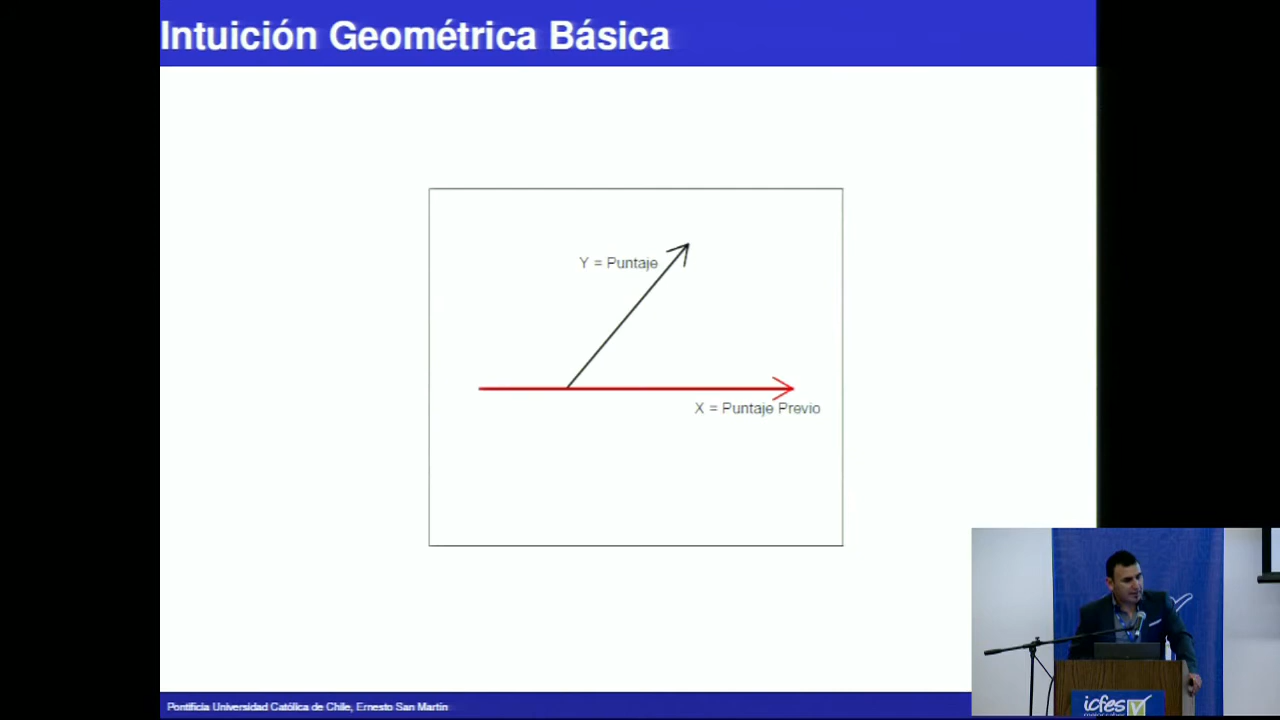 Intuición Geométrica Básica
Y = Puntaje
X = Puntaje Previo
Pontificia Universidad Católica de Chile, Ernesto San Martín
icfes